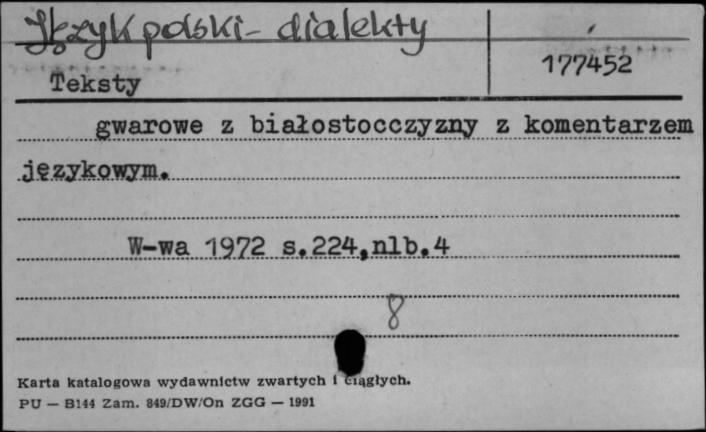 Język polski - dialekty
177452
Teksty
gwarowe z białostocczyzny z komentarzem
językowym.
W-wa 1972 s.224,nlb.4
8
Karta katalogowa wydawnictw zwartych i ciągłych.
PU — B144 Zam. 849/DW/On ZGG — 1991